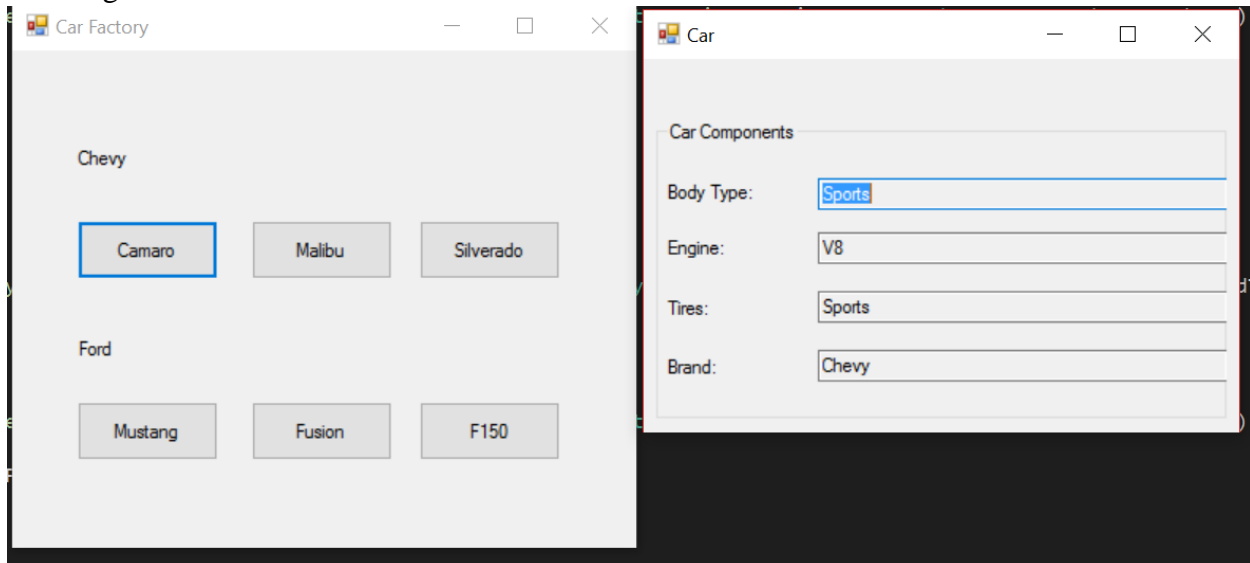 Car Factory
Chevy
Camaro Malibu Silverado
Ford
Mustang Fusion F150
Car
Car Components
Body Type: Sports
Engine: V8
Tires: Sports
Brand: Chevy